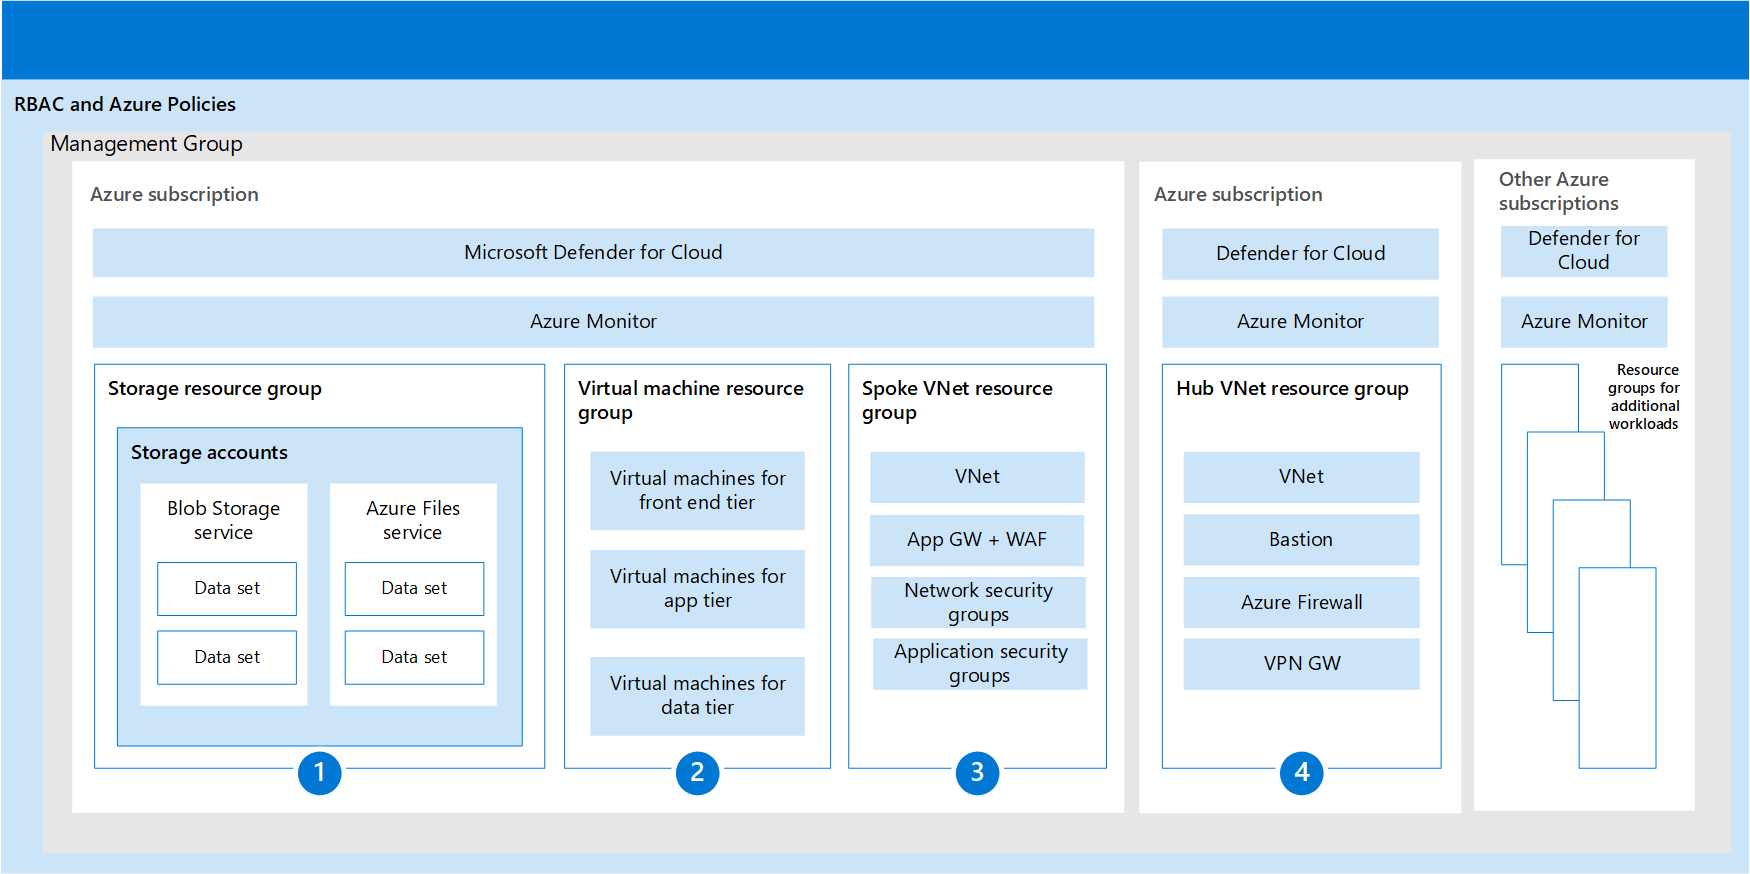 RBAC and Azure Policies
Management Group
Azure subscription
Microsoft Defender for Cloud
Azure Monitor
Storage resource group
Storage accounts
Blob Storage
service
Data set
Data set
Azure Files
service
Data set
Data set
1
Virtual machine resource
group
Virtual machines for
front end tier
Virtual machines for
app tier
Virtual machines for
data tier
2
Spoke VNet resource
group
VNet
App GW + WAF
Network security
groups
Application security
groups
3
Azure subscription
Defender for Cloud
Azure Monitor
Hub VNet resource group
VNet
Bastion
Azure Firewall
VPN GW
4
Other Azure
subscriptions
Defender for
Cloud
Azure Monitor
Resource
groups for
additional
workloads